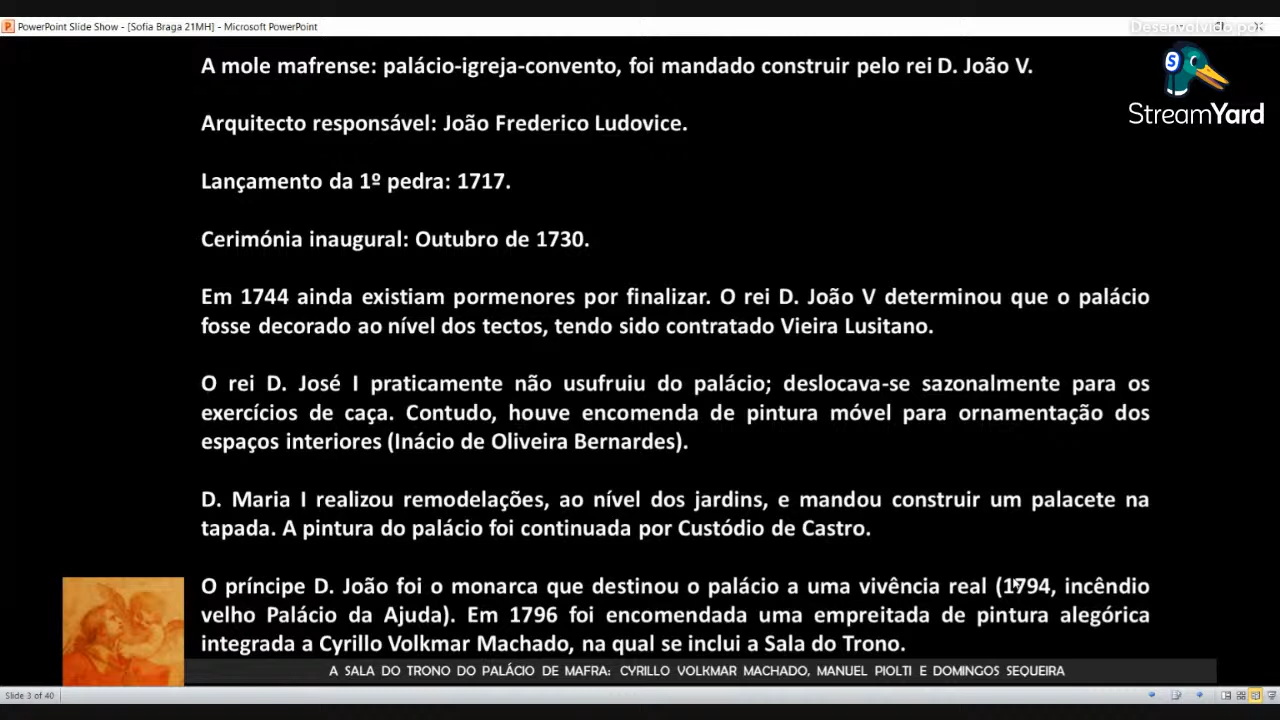 PowerPoint Slide Show - [Sofia Braga 21MH] - Microsoft PowerPoint
Desenvolvido por
StreamYard
A mole mafrense: palácio-igreja-convento, foi mandado construir pelo rei D. João V.
Arquitecto responsável: João Frederico Ludovice.
Lançamento da 1º pedra: 1717.
Cerimónia inaugural: Outubro de 1730.
Em 1744 ainda existiam pormenores por finalizar. O rei D. João V determinou que o palácio
fosse decorado ao nível dos tectos, tendo sido contratado Vieira Lusitano.
O rei D. José I praticamente não usufruiu do palácio; deslocava-se sazonalmente para os
exercícios de caça. Contudo, houve encomenda de pintura móvel para ornamentação dos
espaços interiores (Inácio de Oliveira Bernardes).
D. Maria I realizou remodelações, ao nível dos jardins, e mandou construir um palacete na
tapada. A pintura do palácio foi continuada por Custódio de Castro.
O príncipe D. João foi o monarca que destinou o palácio a uma vivência real (1794, incêndio
velho Palácio da Ajuda). Em 1796 foi encomendada uma empreitada de pintura alegórica
integrada a Cyrillo Volkmar Machado, na qual se inclui a Sala do Trono.
A SALA DO TRONO DO PALÁCIO DE MAFRA: CYRILLO VOLKMAR MACHADO, MANUEL PIOLTI E DOMINGOS SEQUEIRA
Slide 3 of 40